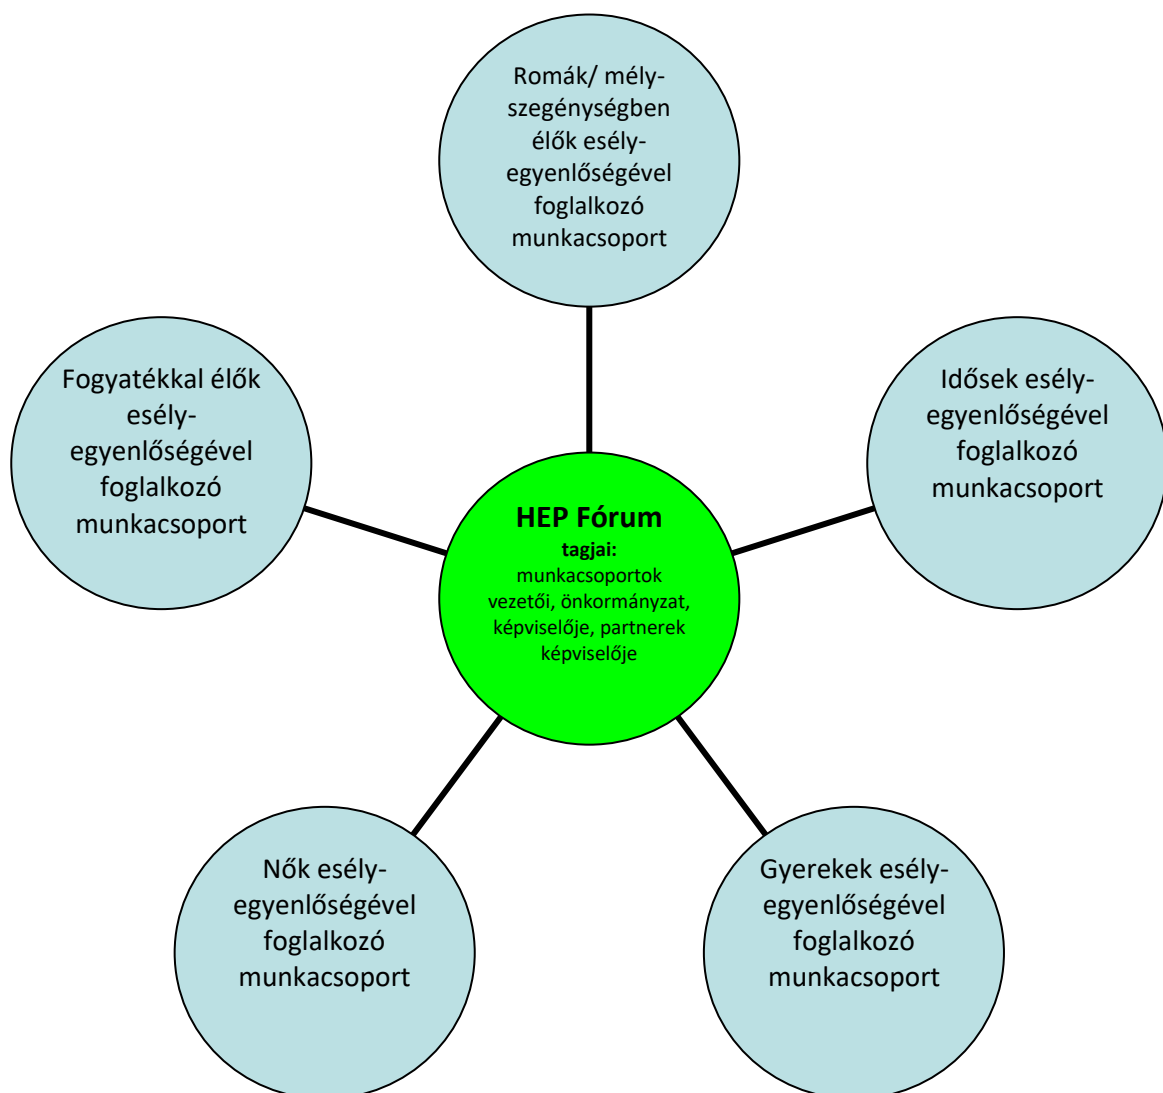 Romák/ mély-
szegénységben
élők esély-
egyenlőségével
foglalkozó
munkacsoport
Fogyatékkal élők
esély-
egyenlőségével
foglalkozó
munkacsoport
Idősek esély-
egyenlőségével
foglalkozó
munkacsoport
HEP Fórum
tagjai:
munkacsoportok
vezetői, önkormányzat,
képviselője, partnerek
képviselője
Nők esély-
egyenlőségével
foglalkozó
munkacsoport
Gyerekek esély-
egyenlőségével
foglalkozó
munkacsoport